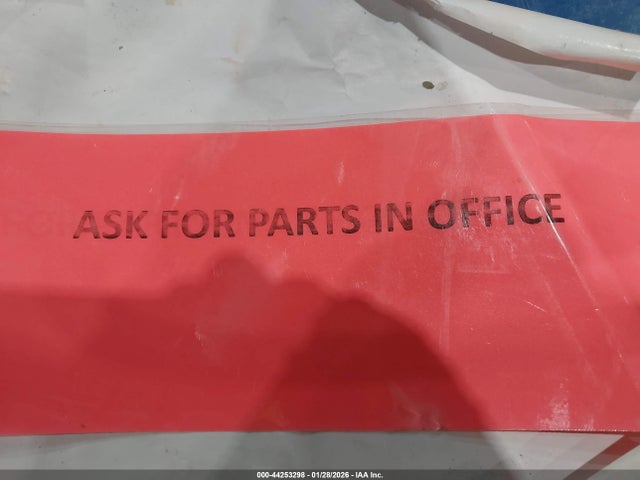 ASK FOR PARTS IN OFFICE
000-44253298 - 01/28/2026 - IAA Inc.